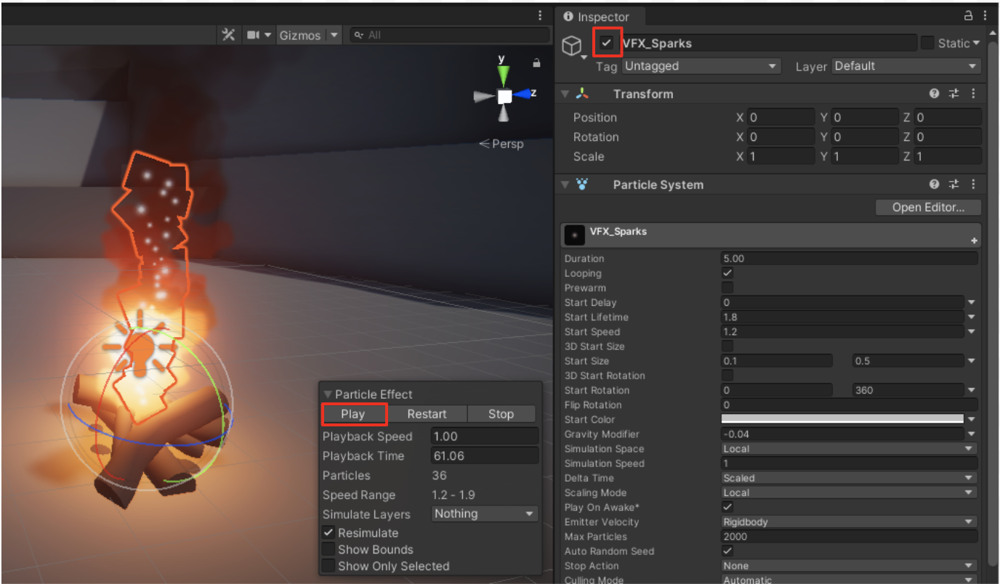 Inspector
Gizmos
All
VFX_Sparks
Static
Tag Untagged
Layer Default
y
z
Persp
Transform
Position X 0 Y 0 Z 0
Rotation X 0 Y 0 Z 0
Scale X 1 Y 1 Z 1
Particle System
Open Editor...
VFX_Sparks
Duration 5.00
Looping
Prewarm
Start Delay 0
Start Lifetime 1.8
Start Speed 1.2
3D Start Size
Start Size 0.1 0.5
3D Start Rotation
Start Rotation 0 360
Flip Rotation 0
Start Color
Gravity Modifier -0.04
Simulation Space Local
Simulation Speed 1
Delta Time Scaled
Scaling Mode Local
Play On Awake*
Emitter Velocity Rigidbody
Max Particles 2000
Auto Random Seed
Stop Action None
Culling Mode Automatic
Particle Effect
Play Restart Stop
Playback Speed 1.00
Playback Time 61.06
Particles 36
Speed Range 1.2 - 1.9
Simulate Layers Nothing
Resimulate
Show Bounds
Show Only Selected